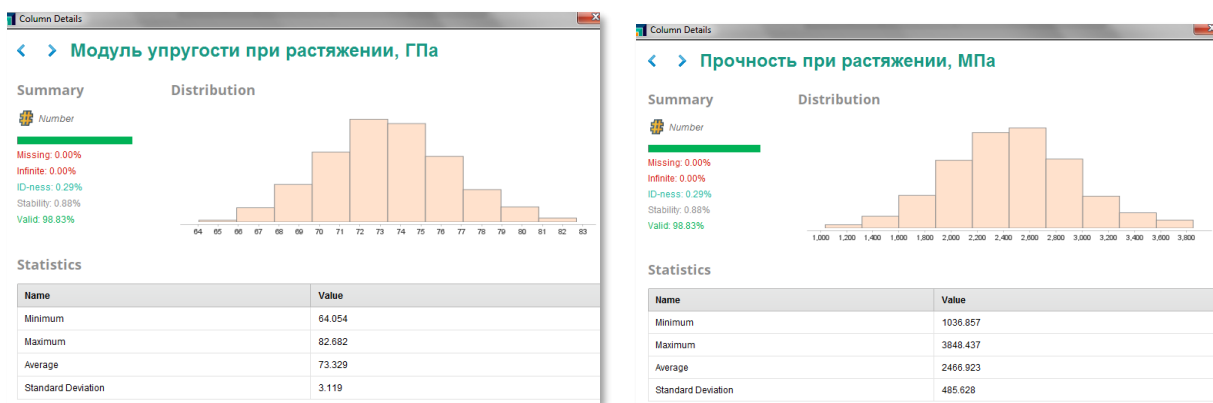 Column Details
Модуль упругости при растяжении, ГПа
Summary
Distribution
# Number
Missing: 0.00%
Infinite: 0.00%
ID-ness: 0.29%
Stability: 0.88%
Valid: 98.83%
64 65 66 67 68 69 70 71 72 73 74 75 76 77 78 79 80 81 82 83
Statistics
Name Value
Minimum 64.054
Maximum 82.682
Average 73.329
Standard Deviation 3.119
Column Details
Прочность при растяжении, МПа
Summary
Distribution
# Number
Missing: 0.00%
Infinite: 0.00%
ID-ness: 0.29%
Stability: 0.88%
Valid: 98.83%
1,000 1,200 1,400 1,600 1,800 2,000 2,200 2,400 2,600 2,800 3,000 3,200 3,400 3,600 3,800
Statistics
Name Value
Minimum 1036.857
Maximum 3848.437
Average 2466.923
Standard Deviation 485.628